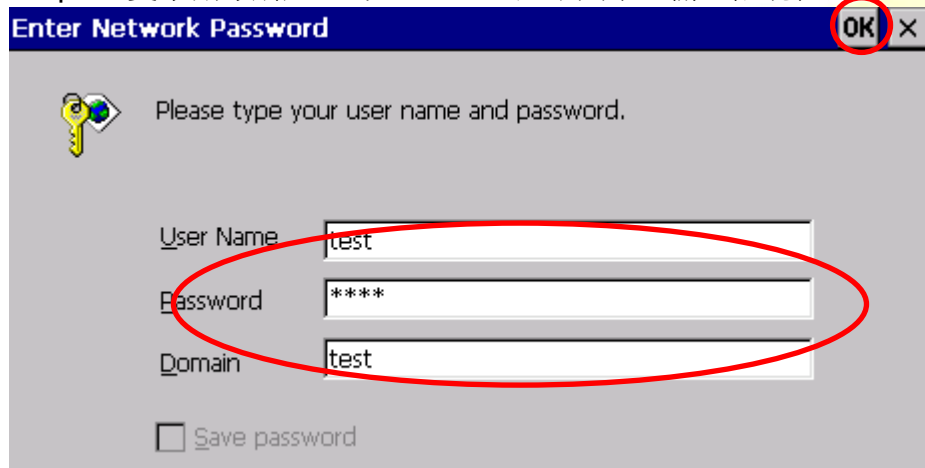 Enter Network Password OK ×
Please type your user name and password.
User Name test
Password ****
Domain test
Save password